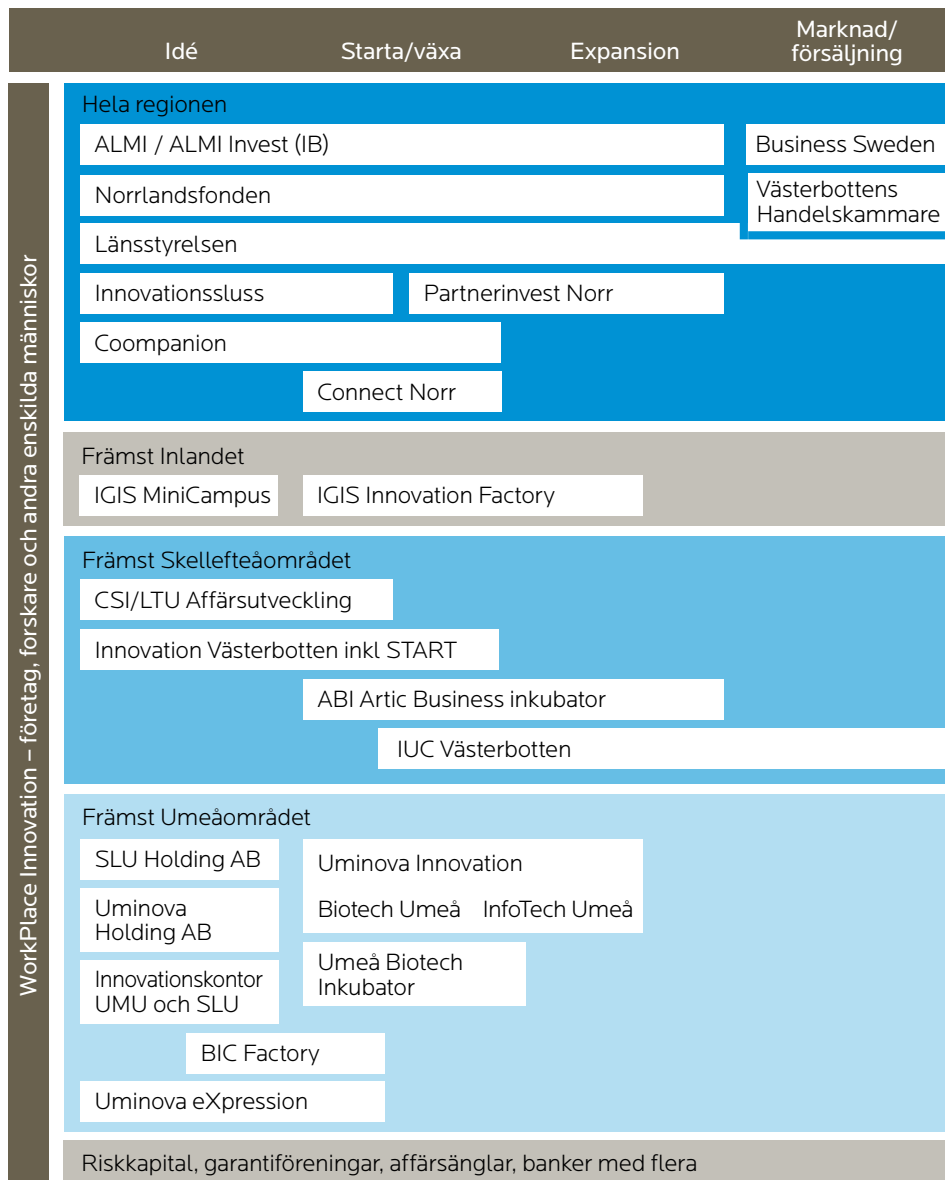 Idé
Starta/växa
Expansion
Marknad/
försäljning
WorkPlace Innovation – företag, forskare och andra enskilda människor
Hela regionen
ALMI / ALMI Invest (IB)
Business Sweden
Norrlandsfonden
Västerbottens
Handelskammare
Länsstyrelsen
Innovationssluss
Partnerinvest Norr
Coompanion
Connect Norr
Främst Inlandet
IGIS MiniCampus
IGIS Innovation Factory
Främst Skellefteåområdet
CSI/LTU Affärsutveckling
Innovation Västerbotten inkl START
ABI Artic Business inkubator
IUC Västerbotten
Främst Umeåområdet
SLU Holding AB
Uminova
Holding AB
Innovationskontor
UMU och SLU
Uminova Innovation
Biotech Umeå InfoTech Umeå
Umeå Biotech
Inkubator
BIC Factory
Uminova eXpression
Riskkapital, garantiföreningar, affärsänglar, banker med flera